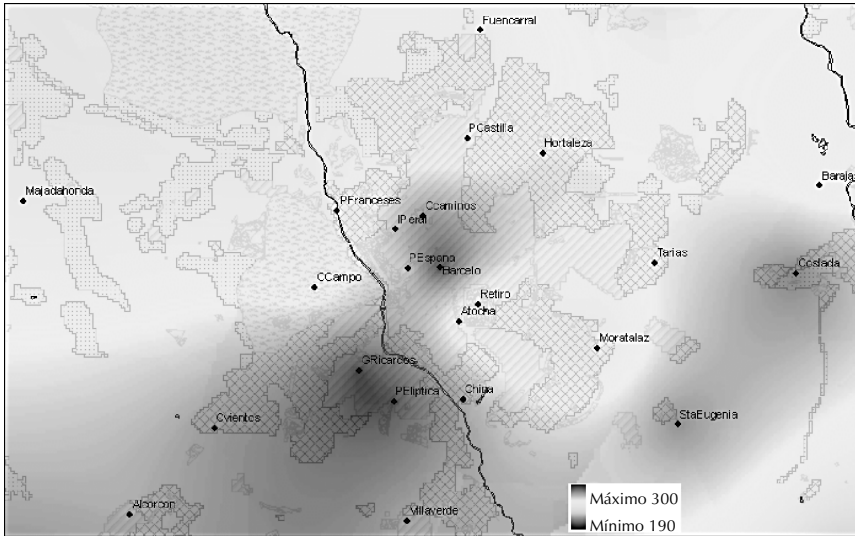 Fuencarral
PCastilla
Hortaleza
Barajas
Majadahonda
PFranceses
Ccaminos
IPeral
PEspana
Barcelo
Tarias
Coslada
CCampo
Retiro
Atocha
Moratalaz
GRicardos
PEliptica
China
Cvientos
StaEugenia
Alcorcon
Villaverde
Máximo 300
Mínimo 190